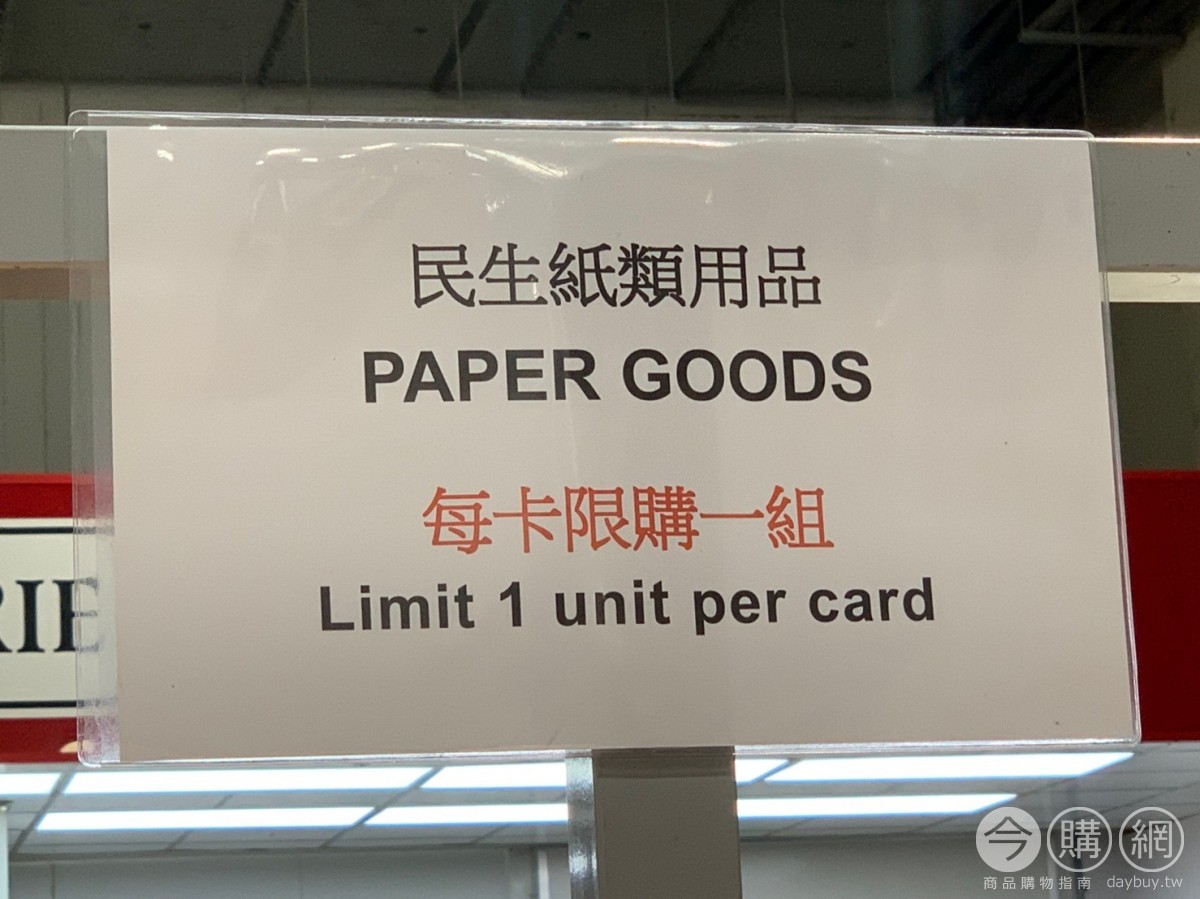 民生紙類用品
PAPER GOODS
每卡限購一組
Limit 1 unit per card
RIE
今購網
商品購物指南 daybuy.tw